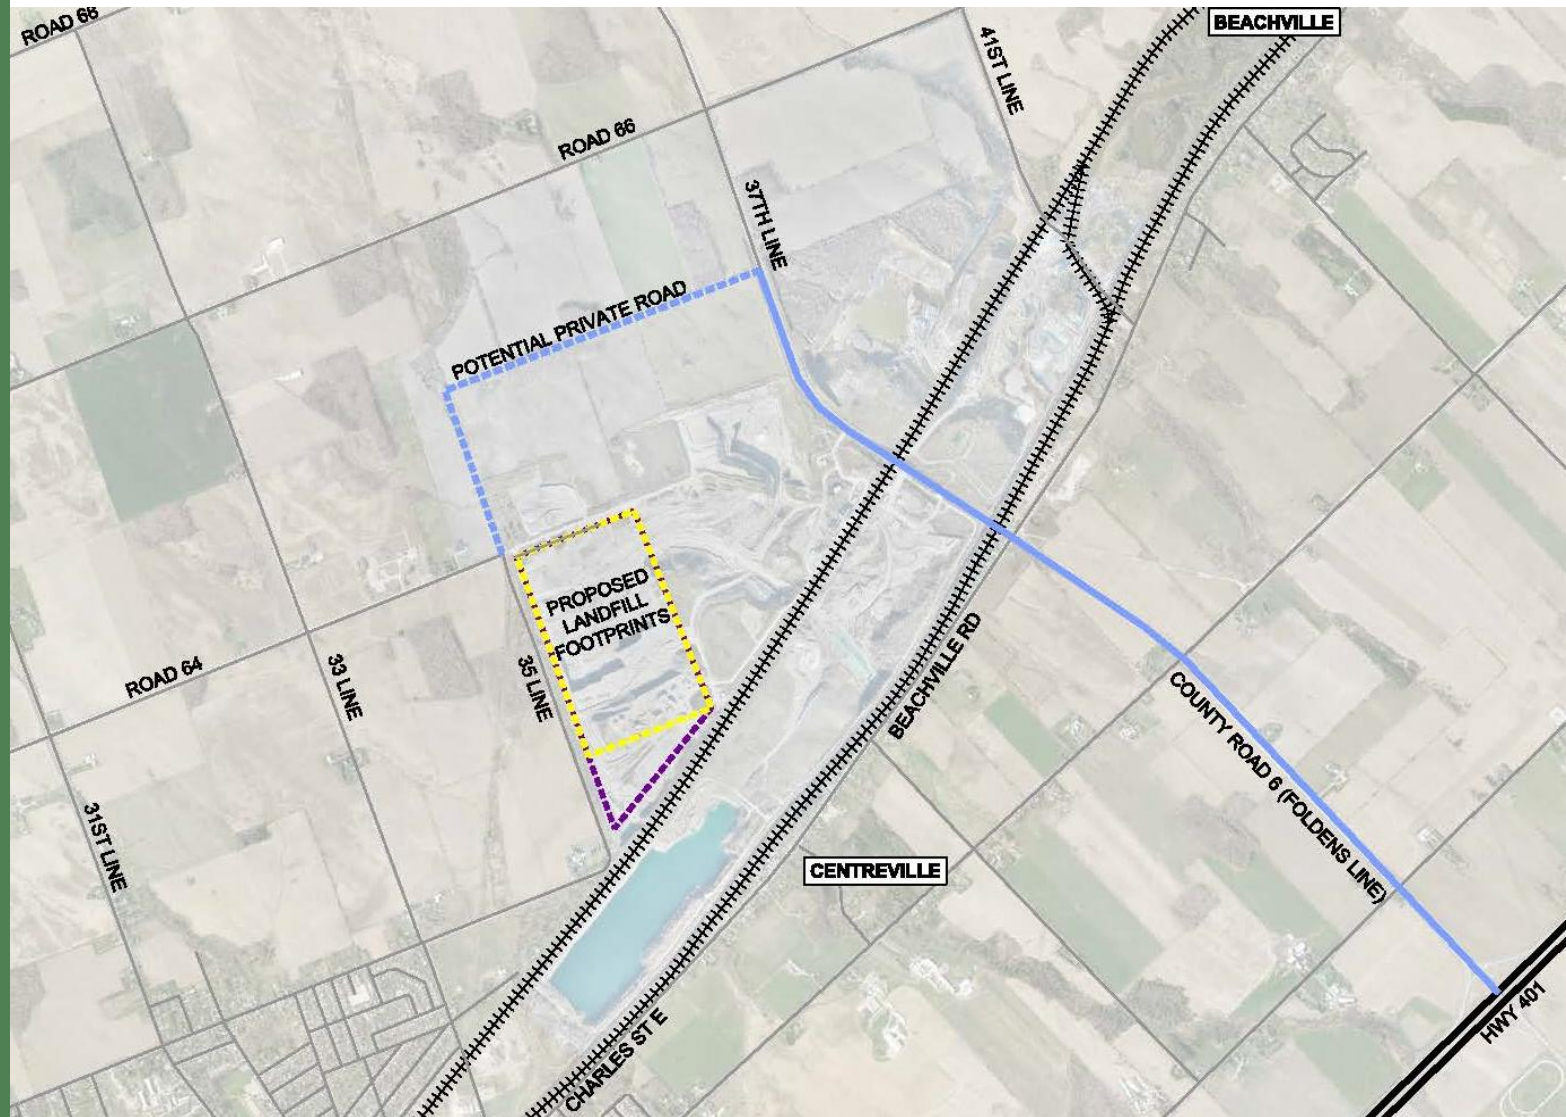 ROAD 68
BEACHVILLE
41ST LINE
ROAD 66
37TH LINE
POTENTIAL PRIVATE ROAD
PROPOSED
LANDFILL
FOOTPRINTS
ROAD 64
33 LINE
35 LINE
BEACHVILLE RD
COUNTY ROAD 6 (FOLDENS LINE)
31ST LINE
CENTREVILLE
CHARLES ST E
HWY 401